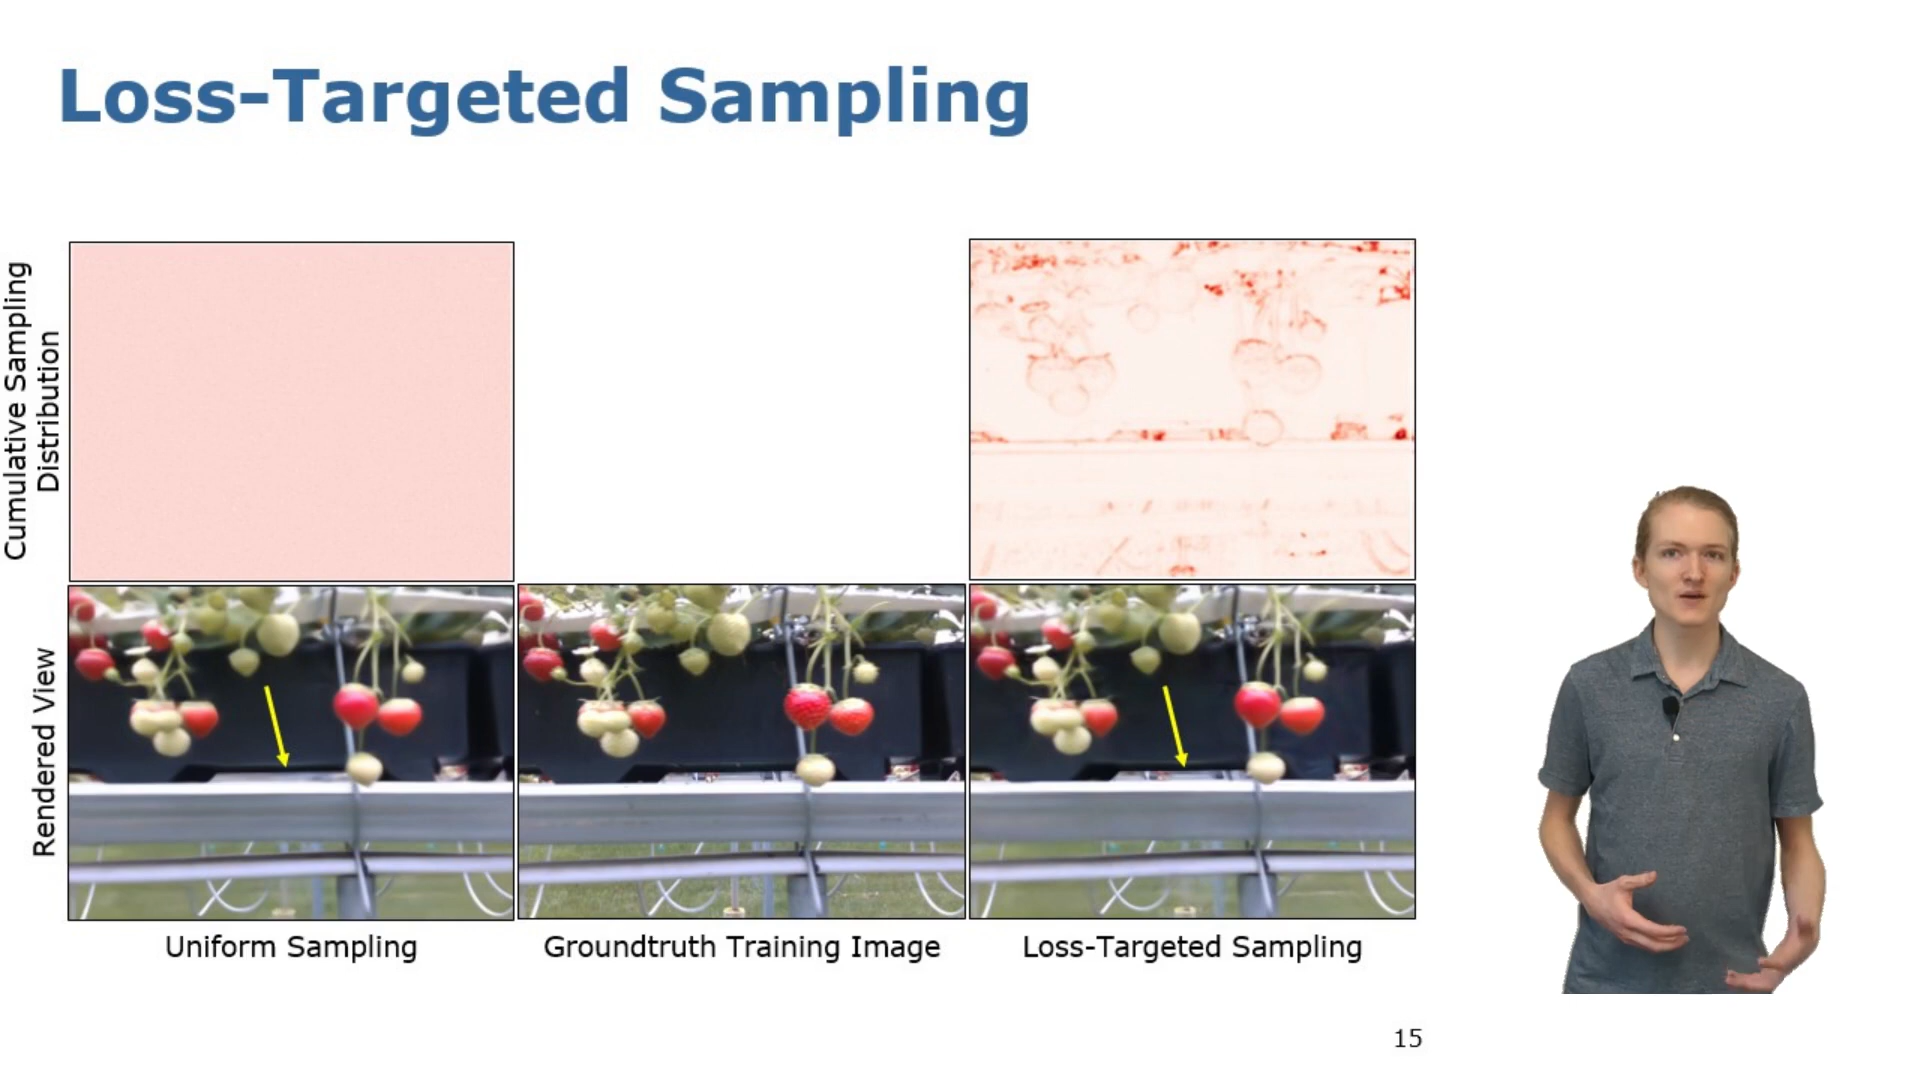 Loss-Targeted Sampling
Cumulative Sampling
Distribution
Rendered View
Uniform Sampling
Groundtruth Training Image
Loss-Targeted Sampling
15